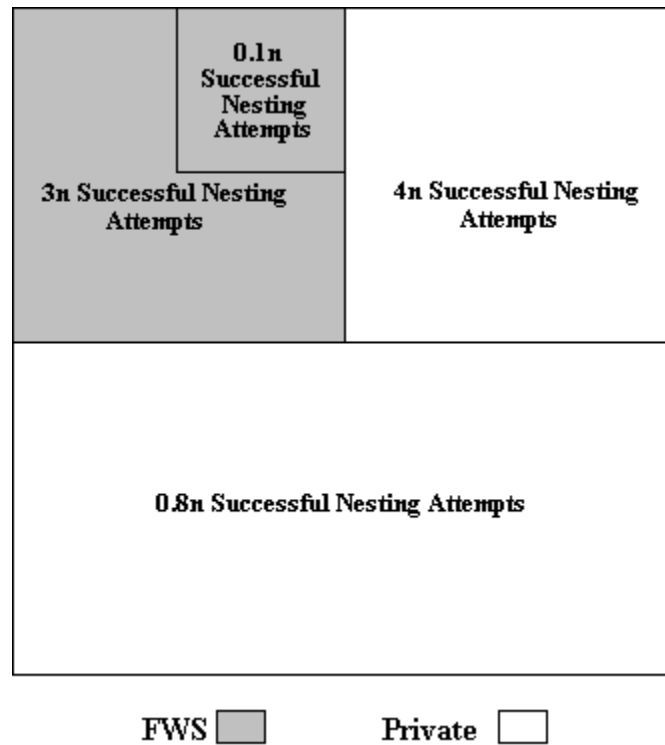 0.1n
Successful
Nesting
Attempts
3n Successful Nesting
Attempts
4n Successful Nesting
Attempts
0.8n Successful Nesting Attempts
FWS
Private